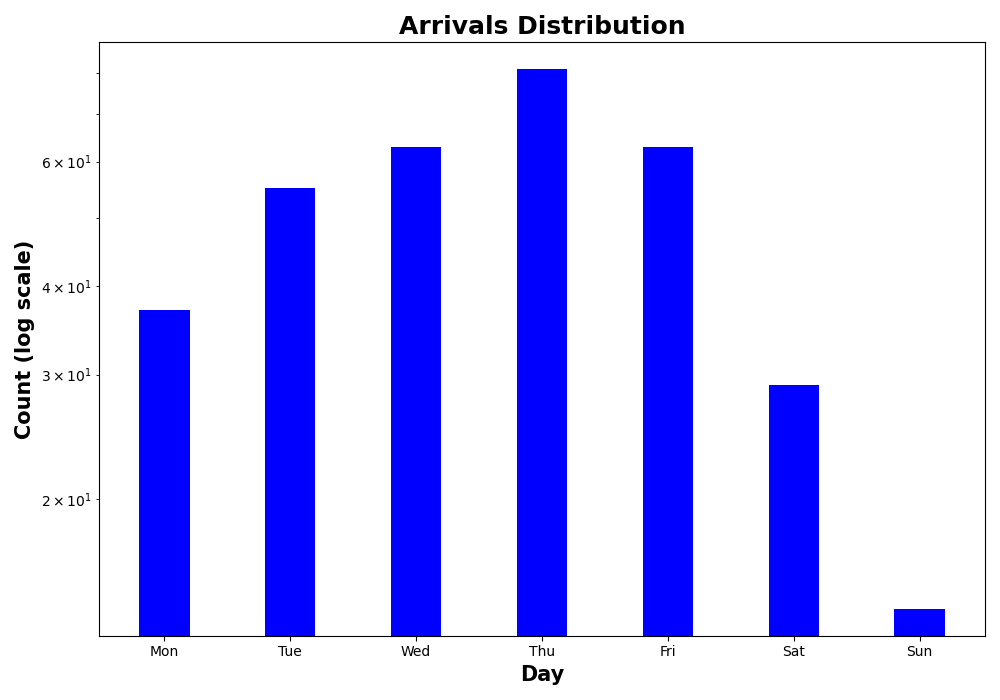 Arrivals Distribution
Count (log scale)
6 × 10¹
4 × 10¹
3 × 10¹
2 × 10¹
Mon Tue Wed Thu Fri Sat Sun
Day